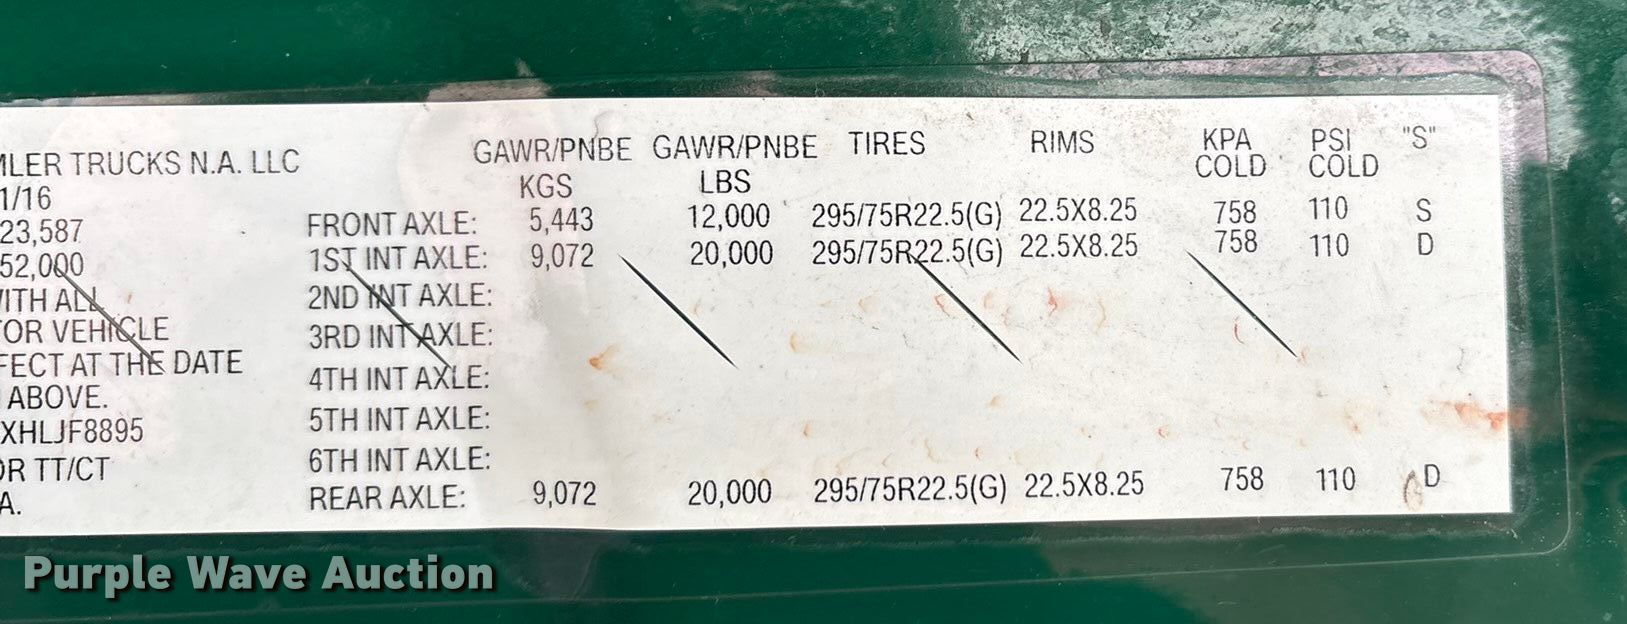 GAWR/PNBE GAWR/PNBE TIRES RIMS KPA PSI "S"
MLER TRUCKS N.A. LLC KGS LBS COLD COLD
1/16
23,587 FRONT AXLE: 5,443 12,000 295/75R22.5(G) 22.5X8.25 758 110 S
52,000 1ST INT AXLE: 9,072 20,000 295/75R22.5(G) 22.5X8.25 758 110 D
WITH ALL 2ND INT AXLE:
TOR VEHICLE 3RD INT AXLE:
FFECT AT THE DATE 4TH INT AXLE:
ABOVE. 5TH INT AXLE:
XHLJF8895 6TH INT AXLE:
OR TT/CT REAR AXLE: 9,072 20,000 295/75R22.5(G) 22.5X8.25 758 110 D
A.
Purple Wave Auction